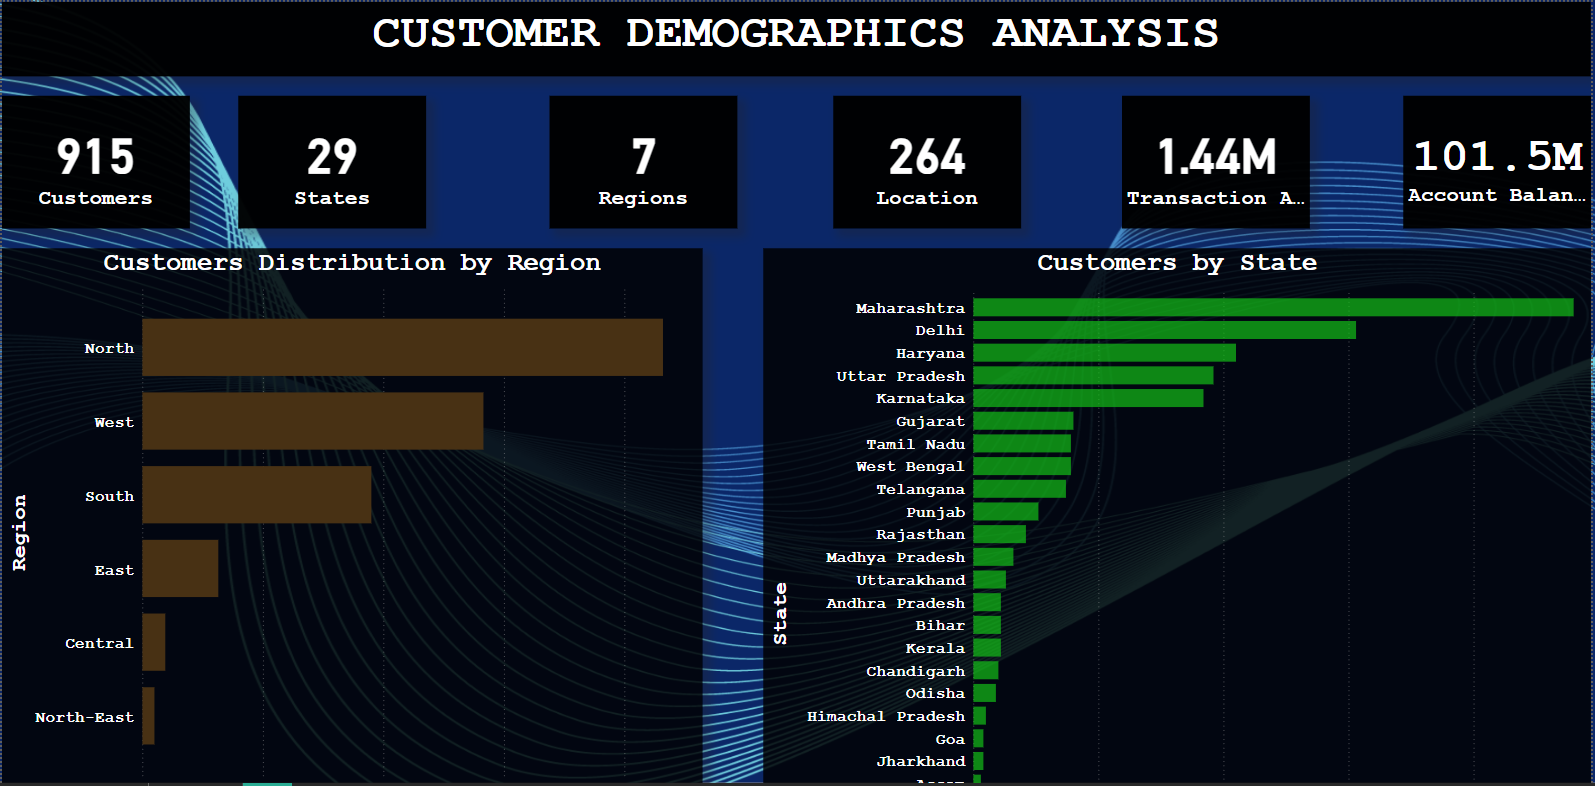 CUSTOMER DEMOGRAPHICS ANALYSIS
915
Customers
29
States
7
Regions
264
Location
1.44M
Transaction A...
101.5M
Account Balan...
Customers Distribution by Region
Region
North
West
South
East
Central
North-East
Customers by State
State
Maharashtra
Delhi
Haryana
Uttar Pradesh
Karnataka
Gujarat
Tamil Nadu
West Bengal
Telangana
Punjab
Rajasthan
Madhya Pradesh
Uttarakhand
Andhra Pradesh
Bihar
Kerala
Chandigarh
Odisha
Himachal Pradesh
Goa
Jharkhand